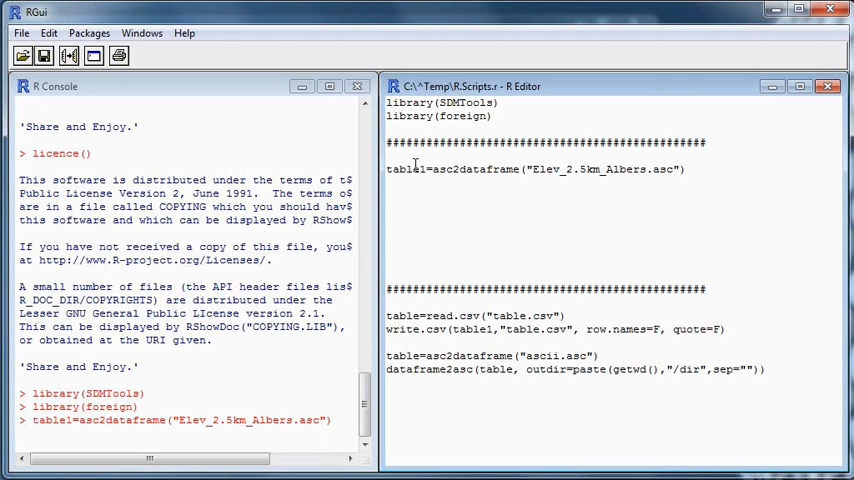 RGui
File Edit Packages Windows Help
R Console
'Share and Enjoy.'
> licence()
This software is distributed under the terms of t$
Public License Version 2, June 1991.  The terms o$
are in a file called COPYING which you should hav$
this software and which can be displayed by RShow$
If you have not received a copy of this file, you$
at http://www.R-project.org/Licenses/.
A small number of files (the API header files lis$
R_DOC_DIR/COPYRIGHTS) are distributed under the
Lesser GNU General Public LIcense version 2.1.
This can be displayed by RShowDoc("COPYING.LIB"),
or obtained at the URI given.
'Share and Enjoy.'
> library(SDMTools)
> library(foreign)
> table1=asc2dataframe("Elev_2.5km_Albers.asc")
C:\^Temp\R.Scripts.r - R Editor
library(SDMTools)
library(foreign)
################################################
table1=asc2dataframe("Elev_2.5km_Albers.asc")
################################################
table=read.csv("table.csv")
write.csv(table1,"table.csv", row.names=F, quote=F)
table=asc2dataframe("ascii.asc")
dataframe2asc(table, outdir=paste(getwd(),"/dir",sep=""))